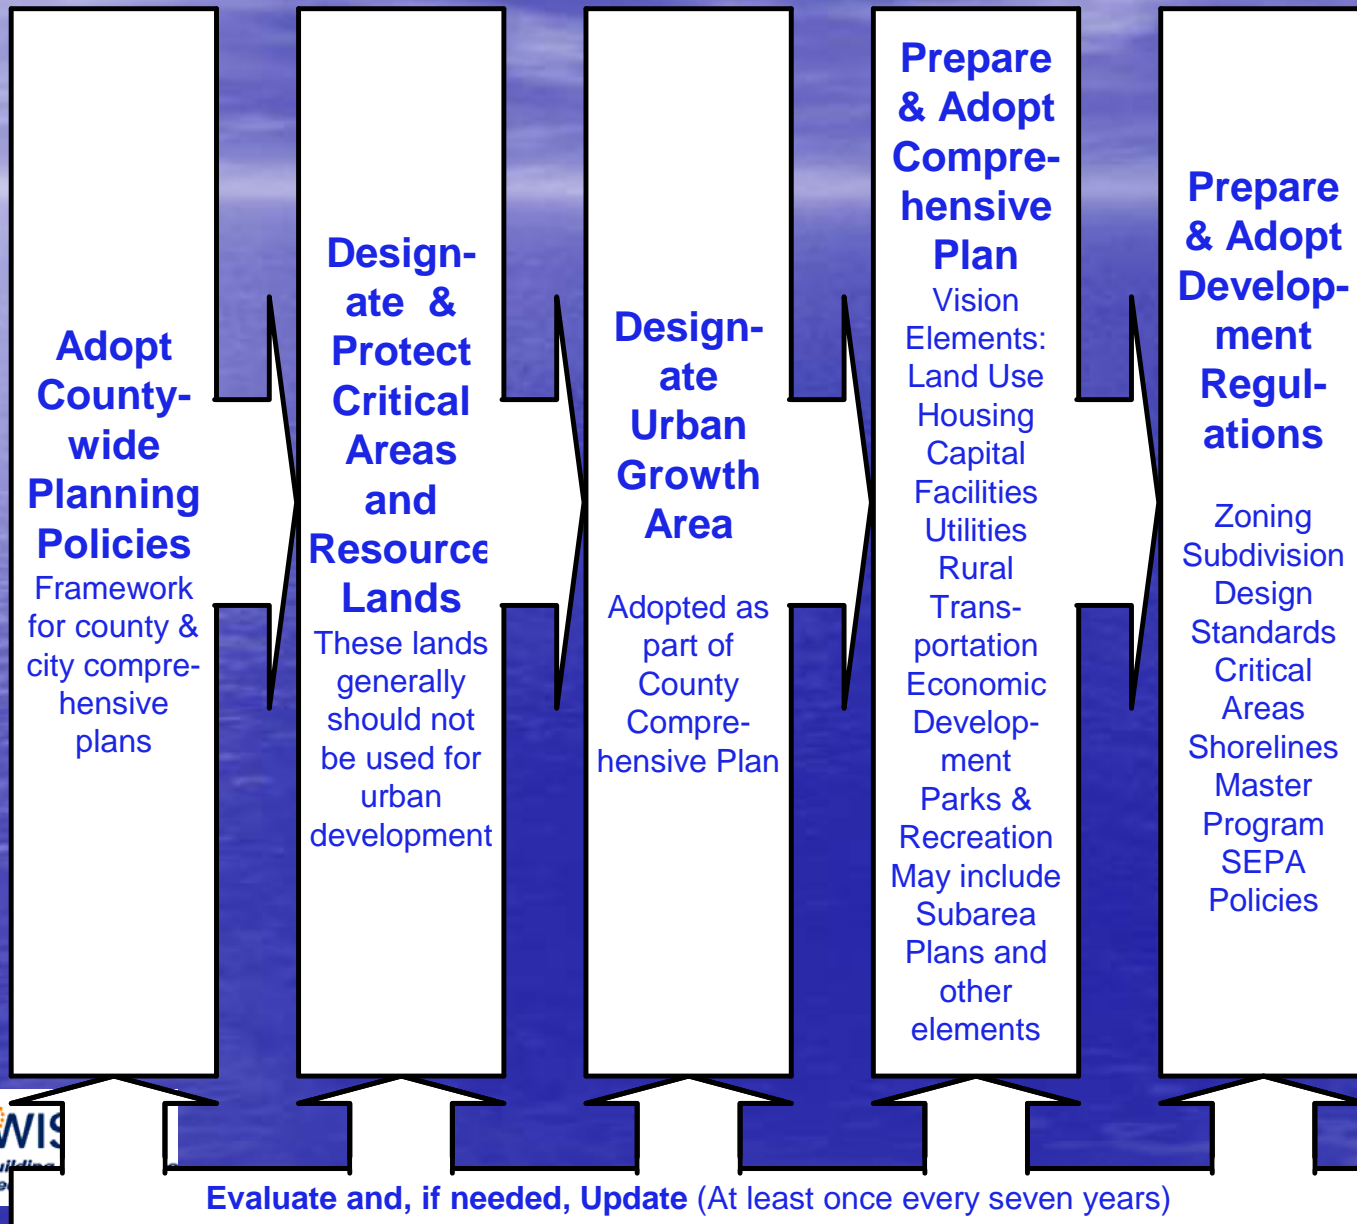 Adopt
County-
wide
Planning
Policies
Framework
for county &
city compre-
hensive
plans
Design-
ate &
Protect
Critical
Areas
and
Resource
Lands
These lands
generally
should not
be used for
urban
development
Design-
ate
Urban
Growth
Area
Adopted as
part of
County
Compre-
hensive Plan
Prepare
& Adopt
Compre-
hensive
Plan
Vision
Elements:
Land Use
Housing
Capital
Facilities
Utilities
Rural
Trans-
portation
Economic
Develop-
ment
Parks &
Recreation
May include
Subarea
Plans and
other
elements
Prepare
& Adopt
Develop-
ment
Regul-
ations
Zoning
Subdivision
Design
Standards
Critical
Areas
Shorelines
Master
Program
SEPA
Policies
Evaluate and, if needed, Update (At least once every seven years)